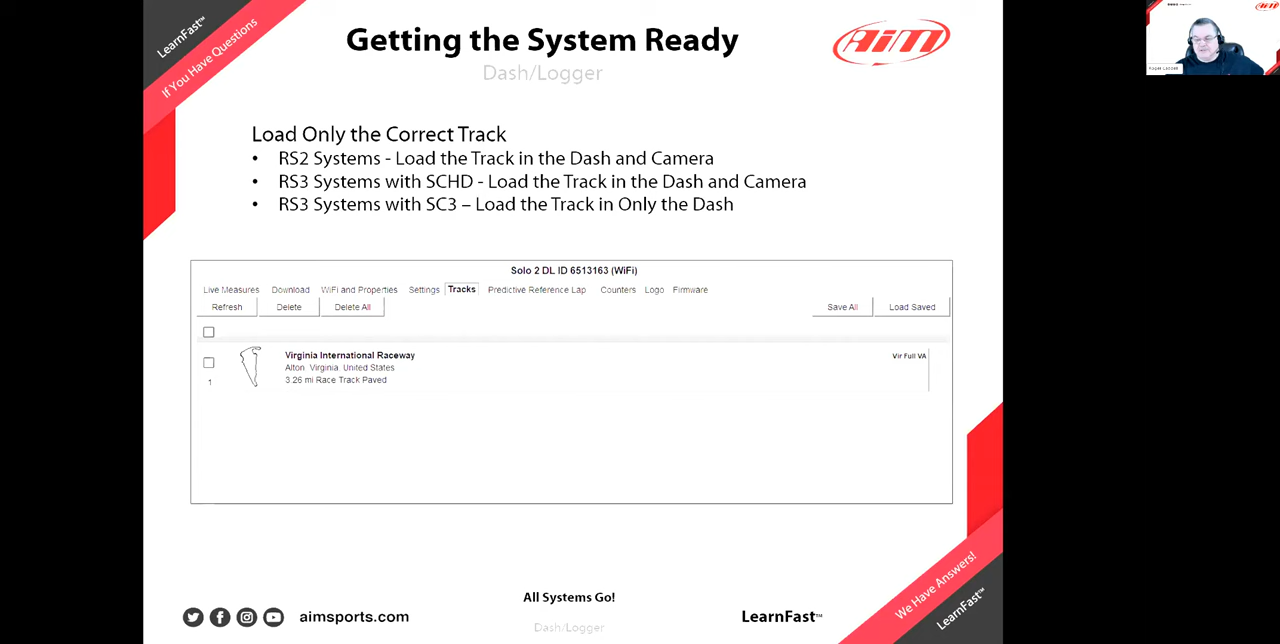 LearnFast™
If You Have Questions
Getting the System Ready
Dash/Logger
AiM
Load Only the Correct Track
• RS2 Systems - Load the Track in the Dash and Camera
• RS3 Systems with SCHD - Load the Track in the Dash and Camera
• RS3 Systems with SC3 – Load the Track in Only the Dash
Solo 2 DL ID 6513163 (WiFi)
Live Measures Download WiFi and Properties Settings Tracks Predictive Reference Lap Counters Logo Firmware
Refresh Delete Delete All Save All Load Saved
Virginia International Raceway Vir Full VA
Alton Virginia United States
1 3.26 mi Race Track Paved
All Systems Go!
aimsports.com
LearnFast™
Dash/Logger
We Have Answers!
LearnFast™
AiM